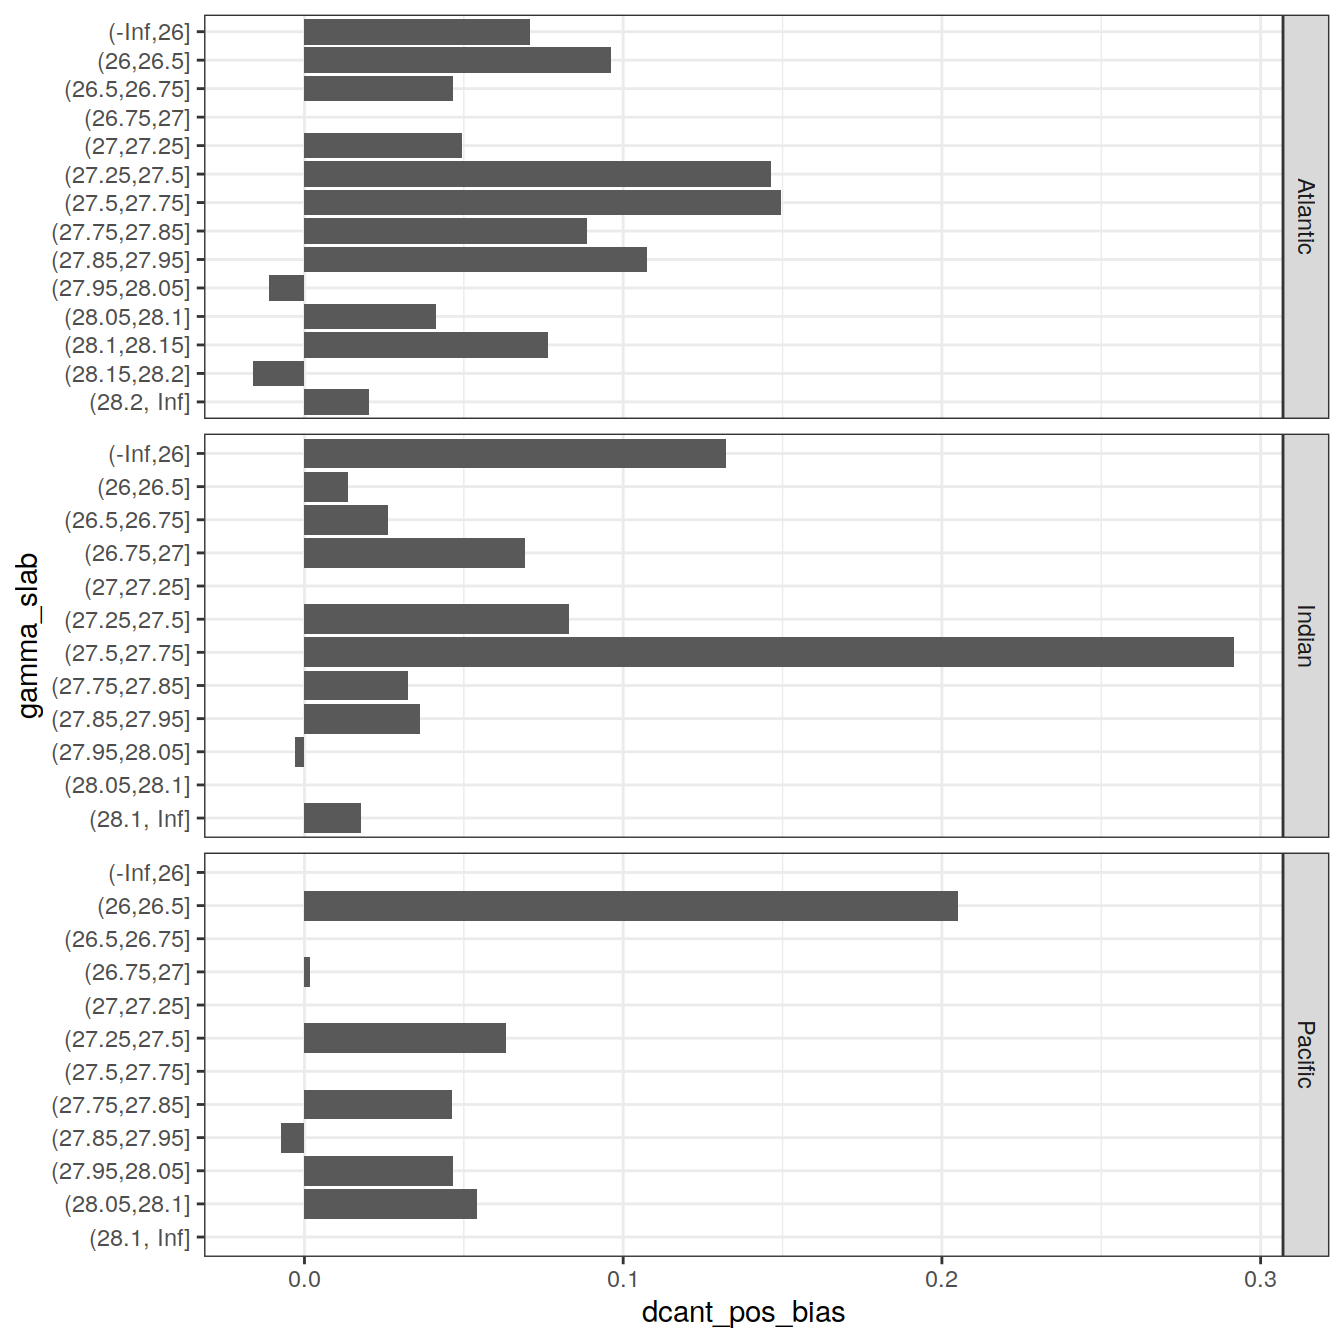 (-Inf,26]
(26,26.5]
(26.5,26.75]
(26.75,27]
(27,27.25]
(27.25,27.5]
(27.5,27.75]
(27.75,27.85]
(27.85,27.95]
(27.95,28.05]
(28.05,28.1]
(28.1,28.15]
(28.15,28.2]
(28.2, Inf]
Atlantic
(-Inf,26]
(26,26.5]
(26.5,26.75]
(26.75,27]
(27,27.25]
(27.25,27.5]
(27.5,27.75]
(27.75,27.85]
(27.85,27.95]
(27.95,28.05]
(28.05,28.1]
(28.1, Inf]
Indian
gamma_slab
(-Inf,26]
(26,26.5]
(26.5,26.75]
(26.75,27]
(27,27.25]
(27.25,27.5]
(27.5,27.75]
(27.75,27.85]
(27.85,27.95]
(27.95,28.05]
(28.05,28.1]
(28.1, Inf]
Pacific
0.0 0.1 0.2 0.3
dcant_pos_bias